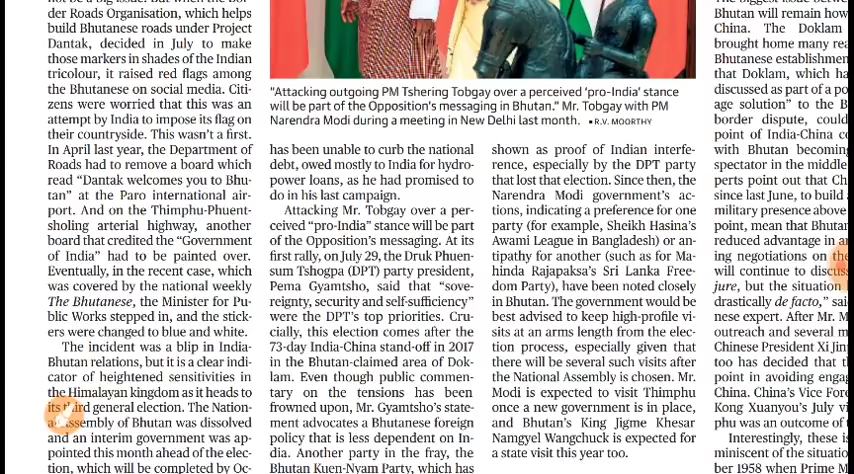 not be a big issue. But when the Bor-
der Roads Organisation, which helps
build Bhutanese roads under Project
Dantak, decided in July to make
those markers in shades of the Indian
tricolour, it raised red flags among
the Bhutanese on social media. Citi-
zens were worried that this was an
attempt by India to impose its flag on
their countryside. This wasn't a first.
In April last year, the Department of
Roads had to remove a board which
read "Dantak welcomes you to Bhu-
tan" at the Paro international air-
port. And on the Thimphu-Phuent-
sholing arterial highway, another
board that credited the "Government
of India" had to be painted over.
Eventually, in the recent case, which
was covered by the national weekly
The Bhutanese, the Minister for Pu-
blic Works stepped in, and the stick-
ers were changed to blue and white.
The incident was a blip in India-
Bhutan relations, but it is a clear indi-
cator of heightened sensitivities in
the Himalayan kingdom as it heads to
its third general election. The Nation-
al Assembly of Bhutan was dissolved
and an interim government was ap-
pointed this month ahead of the elec-
tion, which will be completed by Oc-
"Attacking outgoing PM Tshering Tobgay over a perceived 'pro-India' stance
will be part of the Opposition's messaging in Bhutan." Mr. Tobgay with PM
Narendra Modi during a meeting in New Delhi last month. •R.V. MOORTHY
has been unable to curb the national
debt, owed mostly to India for hydro-
power loans, as he had promised to
do in his last campaign.
Attacking Mr. Tobgay over a per-
ceived "pro-India" stance will be part
of the Opposition's messaging. At its
first rally, on July 29, the Druk Phuen-
sum Tshogpa (DPT) party president,
Pema Gyamtsho, said that "sove-
reignty, security and self-sufficiency"
were the DPT's top priorities. Cru-
cially, this election comes after the
73-day India-China stand-off in 2017
in the Bhutan-claimed area of Dok-
lam. Even though public commen-
tary on the tensions has been
frowned upon, Mr. Gyamtsho's state-
ment advocates a Bhutanese foreign
policy that is less dependent on In-
dia. Another party in the fray, the
Bhutan Kuen-Nyam Party, which has
shown as proof of Indian interfe-
rence, especially by the DPT party
that lost that election. Since then, the
Narendra Modi government's ac-
tions, indicating a preference for one
party (for example, Sheikh Hasina's
Awami League in Bangladesh) or an-
tipathy for another (such as for Ma-
hinda Rajapaksa's Sri Lanka Free-
dom Party), have been noted closely
in Bhutan. The government would be
best advised to keep high-profile vi-
sits at an arms length from the elec-
tion process, especially given that
there will be several such visits after
the National Assembly is chosen. Mr.
Modi is expected to visit Thimphu
once a new government is in place,
and Bhutan's King Jigme Khesar
Namgyel Wangchuck is expected for
a state visit this year too.
The biggest issue
Bhutan will remain how
China. The Doklam
brought home many
Bhutanese
that Doklam, which
discussed as part of a
age solution" to the B
border dispute, could
point of India-China
with Bhutan becoming
spectator in the middle
perts point out that
since last June, to build
military presence above
point, mean that
reduced advantage in
ing negotiations on
will continue to
jure, but the situation
drastically de facto,"
nese expert. After Mr. M
outreach and several m
Chinese President Xi
too has decided that
point in avoiding
China. China's Vice
Kong Xuanyou's July
phu was an outcome of
Interestingly, these
miniscent of the
ber 1958 when Prime M